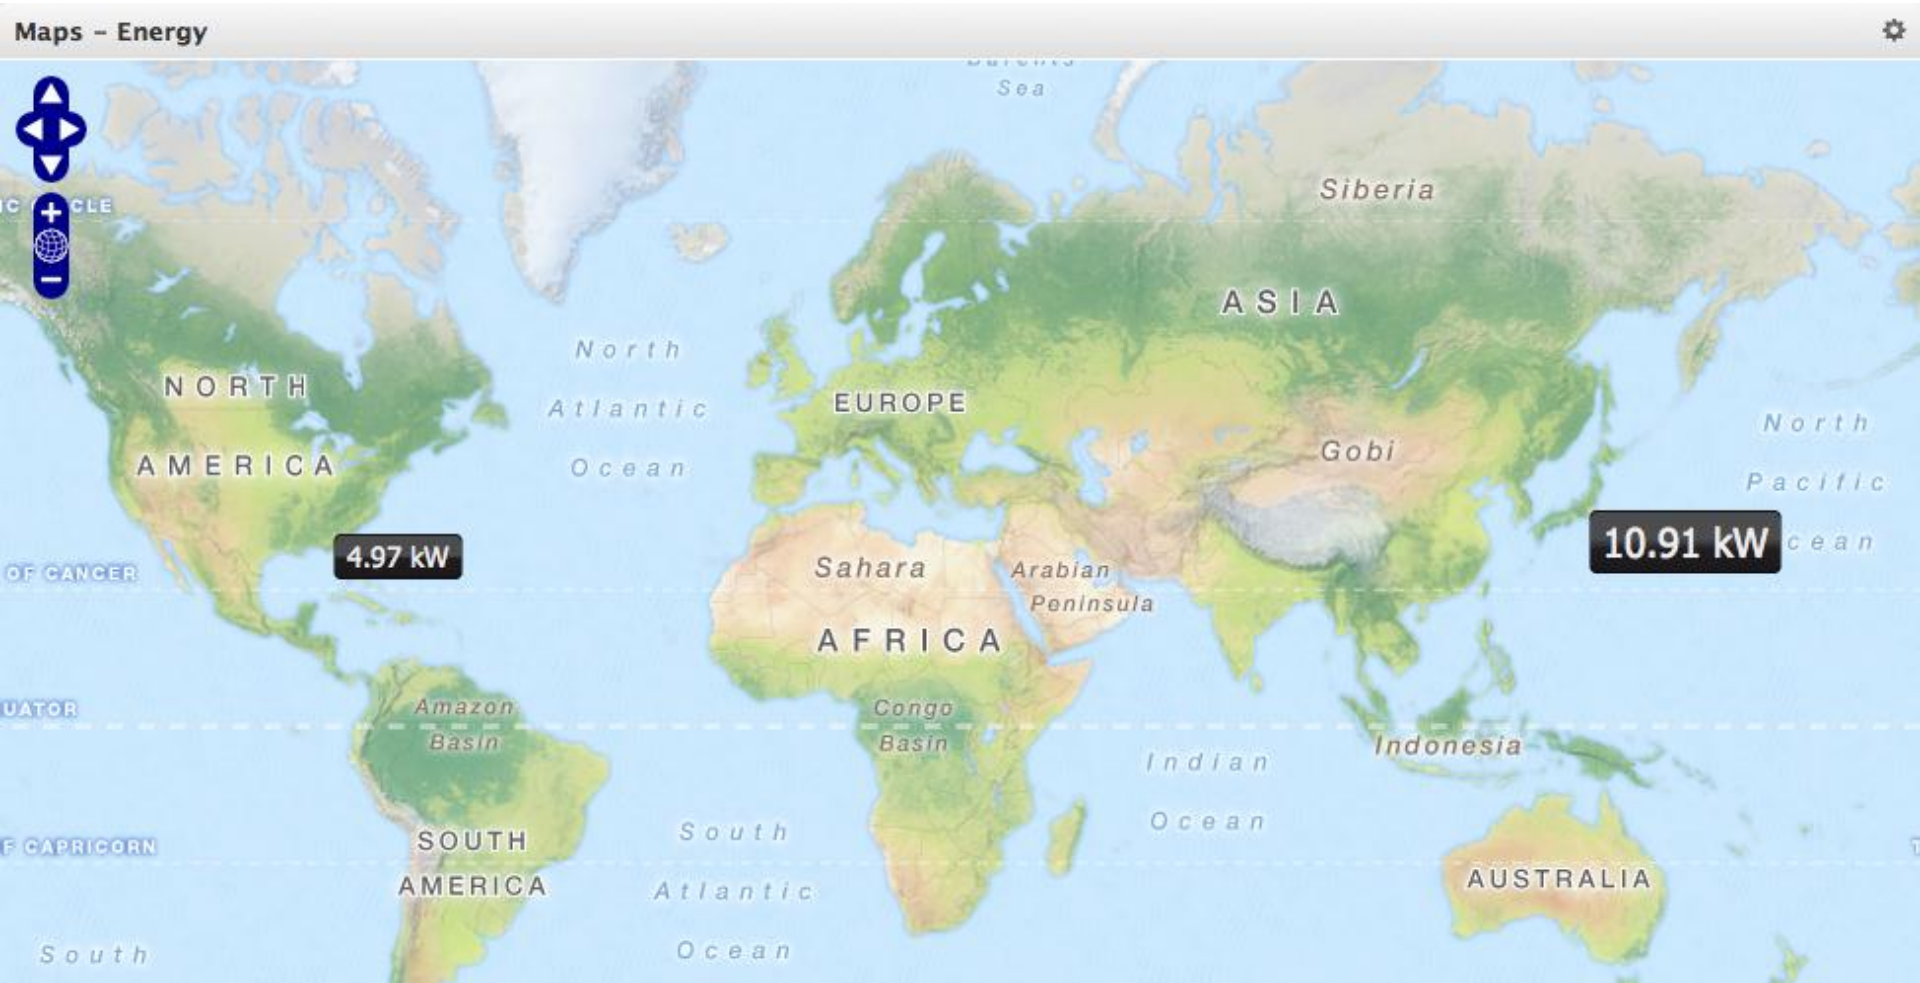 Maps – Energy
Sea
Siberia
CLE
ASIA
North
Atlantic
Ocean
NORTH
AMERICA
EUROPE
Gobi
North
Pacific
cean
4.97 kW
10.91 kW
OF CANCER
Sahara
Arabian
Peninsula
AFRICA
UATOR
Amazon
Basin
Congo
Basin
Indonesia
Indian
Ocean
F CAPRICORN
SOUTH
AMERICA
South
Atlantic
Ocean
AUSTRALIA
South